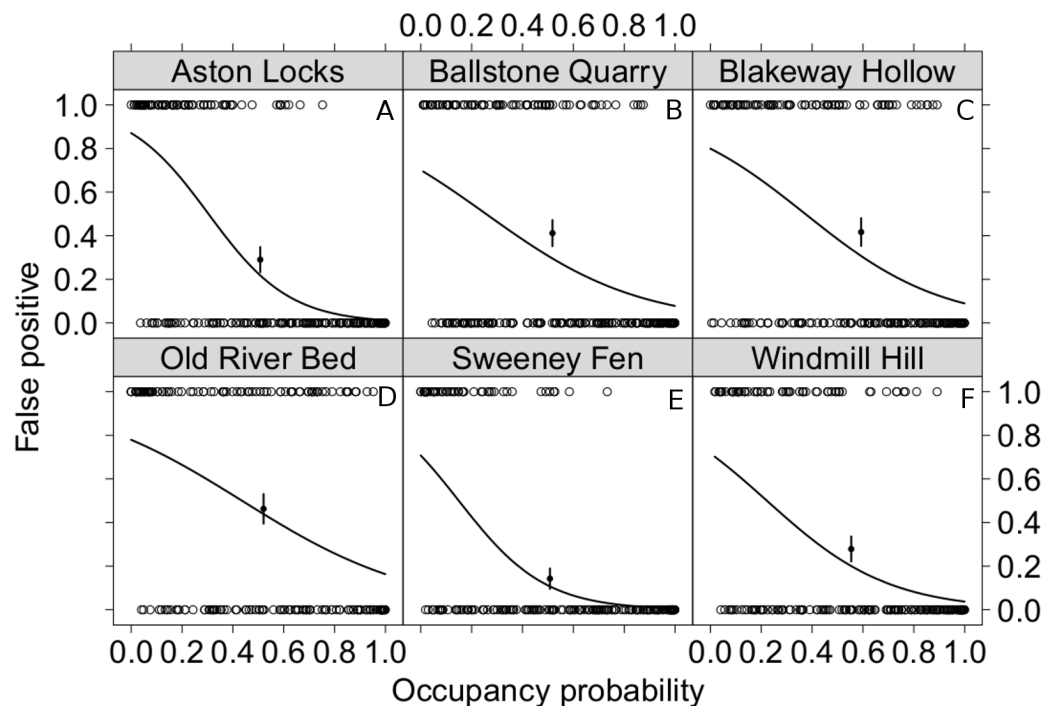 0.0 0.2 0.4 0.6 0.8 1.0
Aston Locks Ballstone Quarry Blakeway Hollow
A B C
1.0
0.8
0.6
0.4
0.2
0.0
False positive
Old River Bed Sweeney Fen Windmill Hill
D E F
1.0
0.8
0.6
0.4
0.2
0.0
0.0 0.2 0.4 0.6 0.8 1.0 0.0 0.2 0.4 0.6 0.8 1.0
Occupancy probability